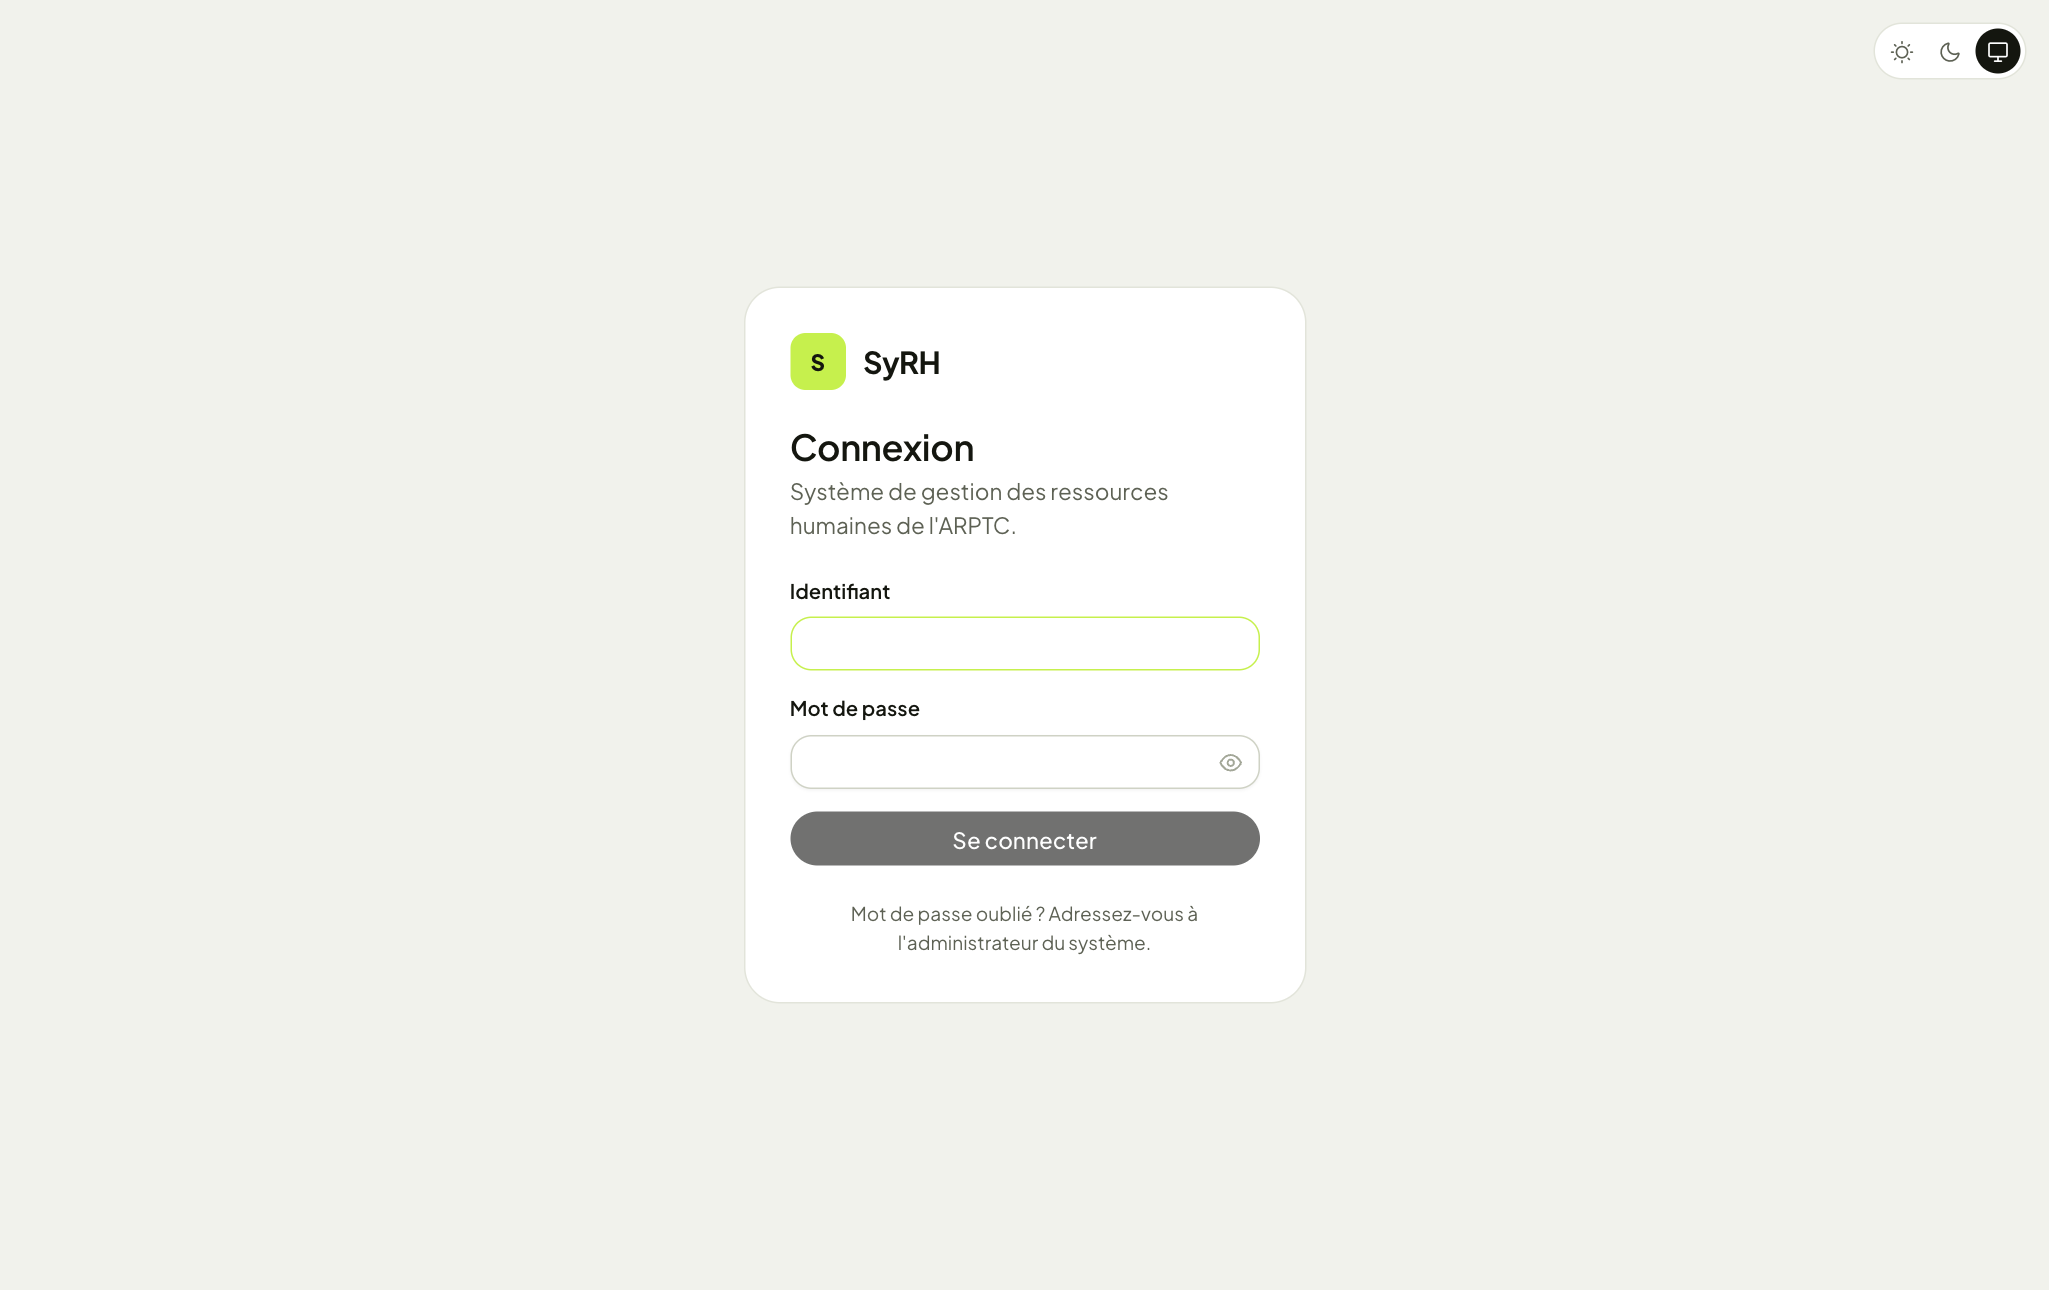 S
SyRH
Connexion
Système de gestion des ressources
humaines de l'ARPTC.
Identifiant
Mot de passe
Se connecter
Mot de passe oublié ? Adressez-vous à
l'administrateur du système.